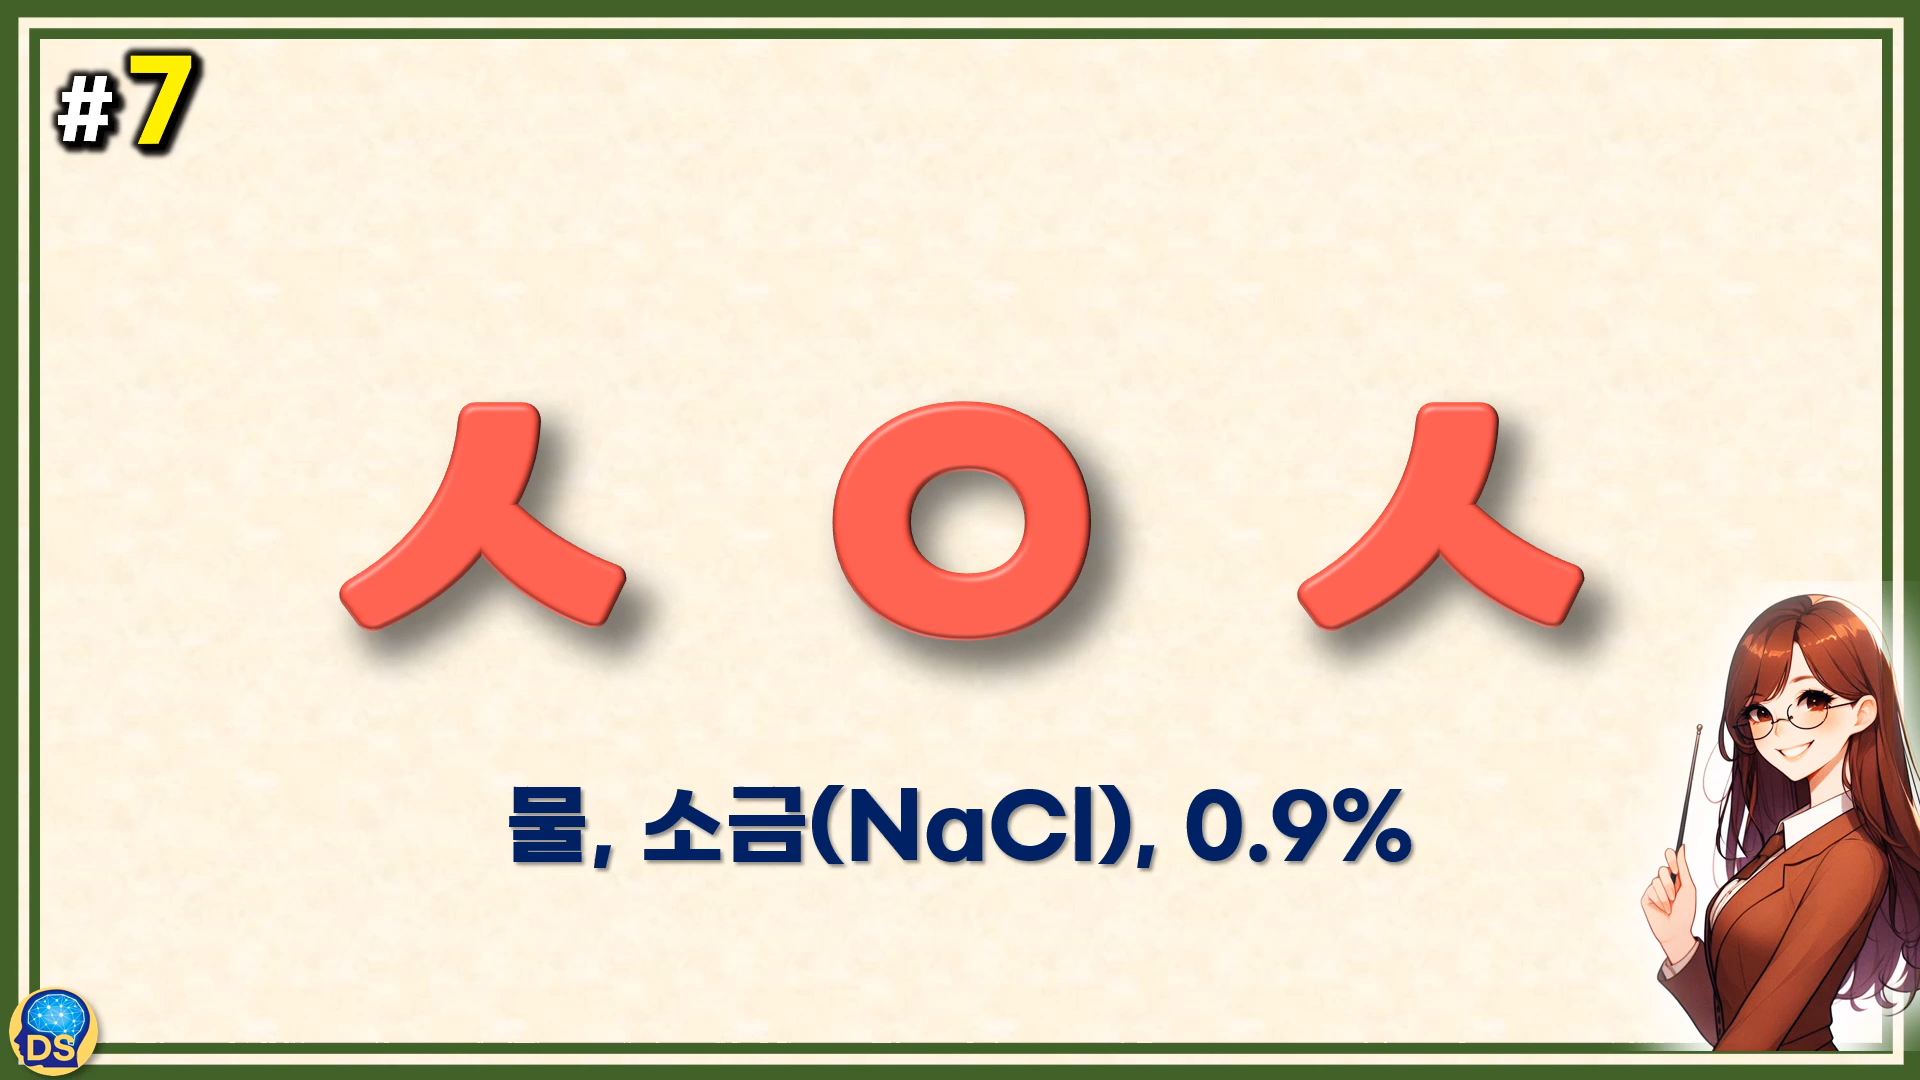 #7
ㅅ ㅇ ㅅ
물, 소금(NaCl), 0.9%
DS